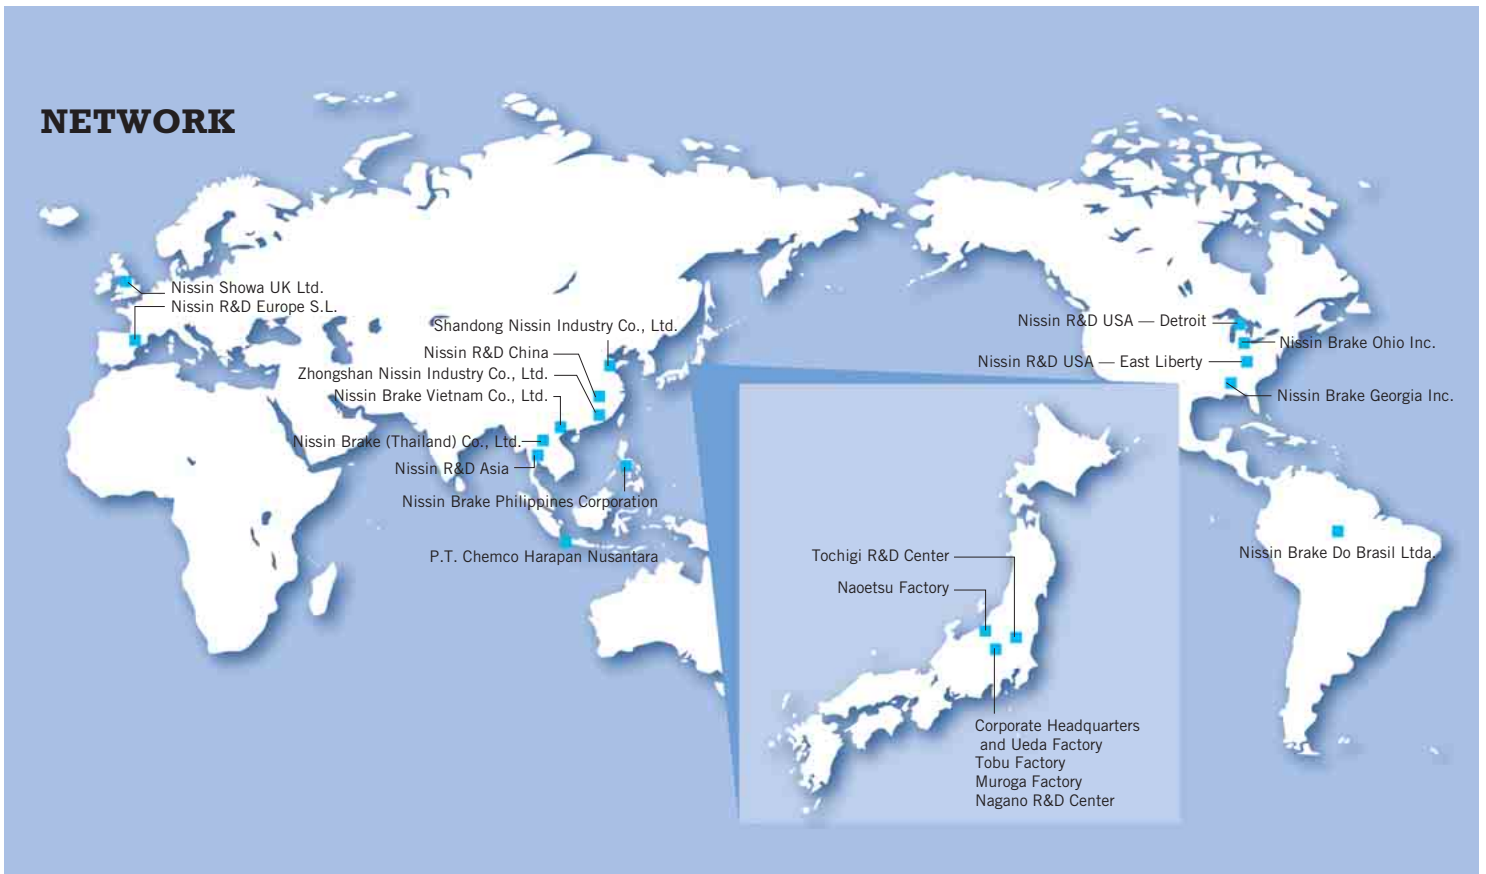 NETWORK
Nissin Showa UK Ltd.
Nissin R&D Europe S.L.
Shandong Nissin Industry Co., Ltd.
Nissin R&D China
Zhongshan Nissin Industry Co., Ltd.
Nissin Brake Vietnam Co., Ltd.
Nissin Brake (Thailand) Co., Ltd.
Nissin R&D Asia
Nissin Brake Philippines Corporation
P.T. Chemco Harapan Nusantara
Nissin R&D USA — Detroit
Nissin Brake Ohio Inc.
Nissin R&D USA — East Liberty
Nissin Brake Georgia Inc.
Nissin Brake Do Brasil Ltda.
Tochigi R&D Center
Naoetsu Factory
Corporate Headquarters
and Ueda Factory
Tobu Factory
Muroga Factory
Nagano R&D Center